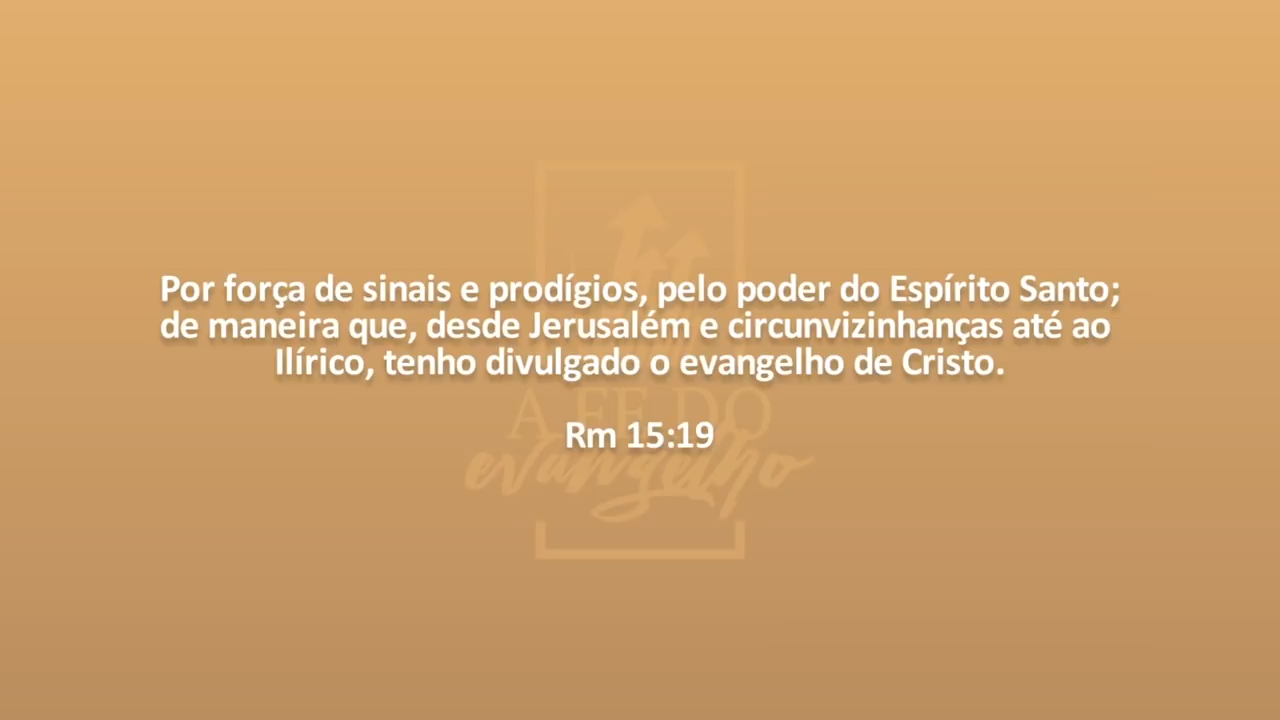 Por força de sinais e prodígios, pelo poder do Espírito Santo;
de maneira que, desde Jerusalém e circunvizinhanças até ao
Ilírico, tenho divulgado o evangelho de Cristo.
Rm 15:19
A FE DO
evangelho